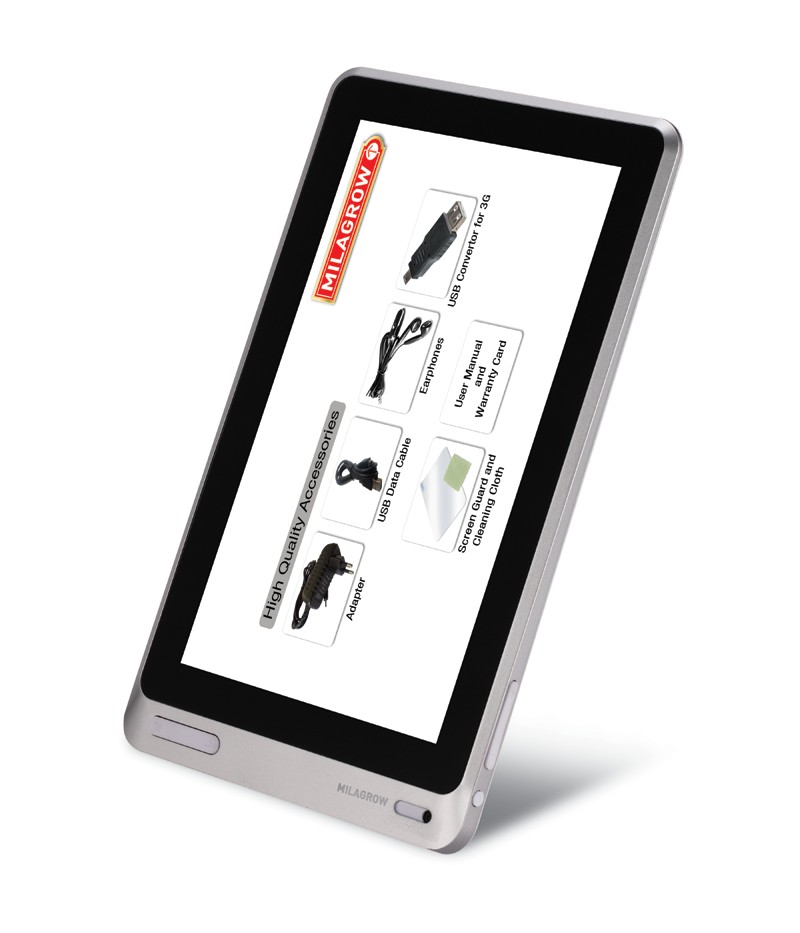 MILAGROW
High Quality Accessories
Adapter
USB Data Cable
Earphones
USB Convertor for 3G
Screen Guard and
Cleaning Cloth
User Manual
and
Warranty Card
MILAGROW